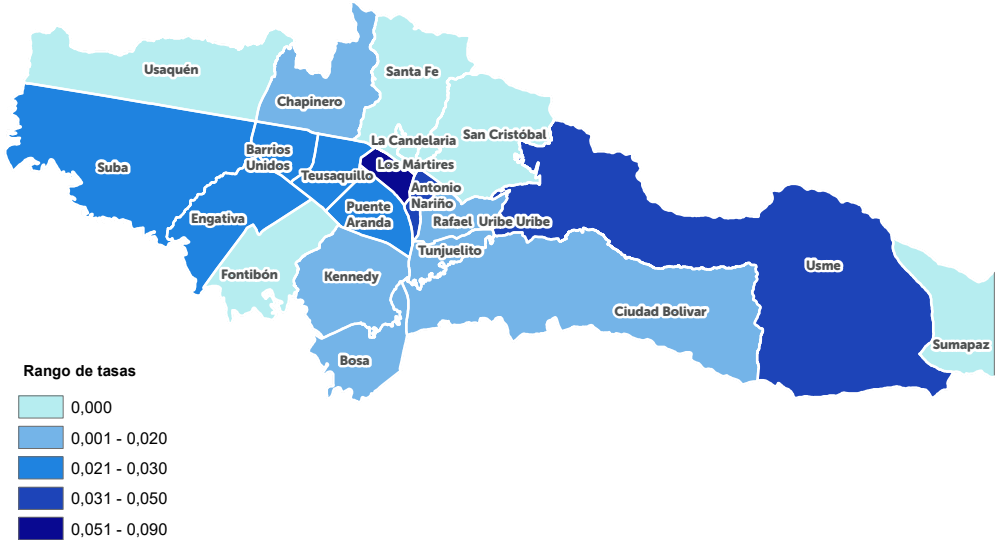 Usaquén
Santa Fe
Chapinero
La Candelaria
San Cristóbal
Barrios
Unidos
Los Mártires
Suba
Teusaquillo
Antonio
Nariño
Puente
Aranda
Engativa
Rafael Uribe Uribe
Tunjuelito
Fontibón
Kennedy
Usme
Ciudad Bolivar
Sumapaz
Bosa
Rango de tasas
0,000
0,001 - 0,020
0,021 - 0,030
0,031 - 0,050
0,051 - 0,090